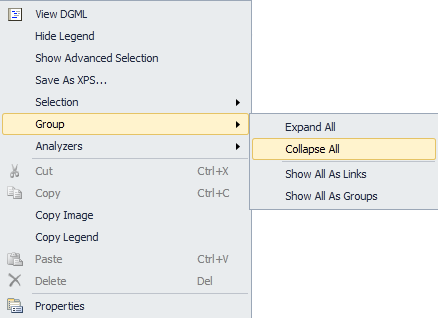 View DGML
Hide Legend
Show Advanced Selection
Save As XPS...
Selection
Group
Analyzers
Cut Ctrl+X
Copy Ctrl+C
Copy Image
Copy Legend
Paste Ctrl+V
Delete Del
Properties
Expand All
Collapse All
Show All As Links
Show All As Groups